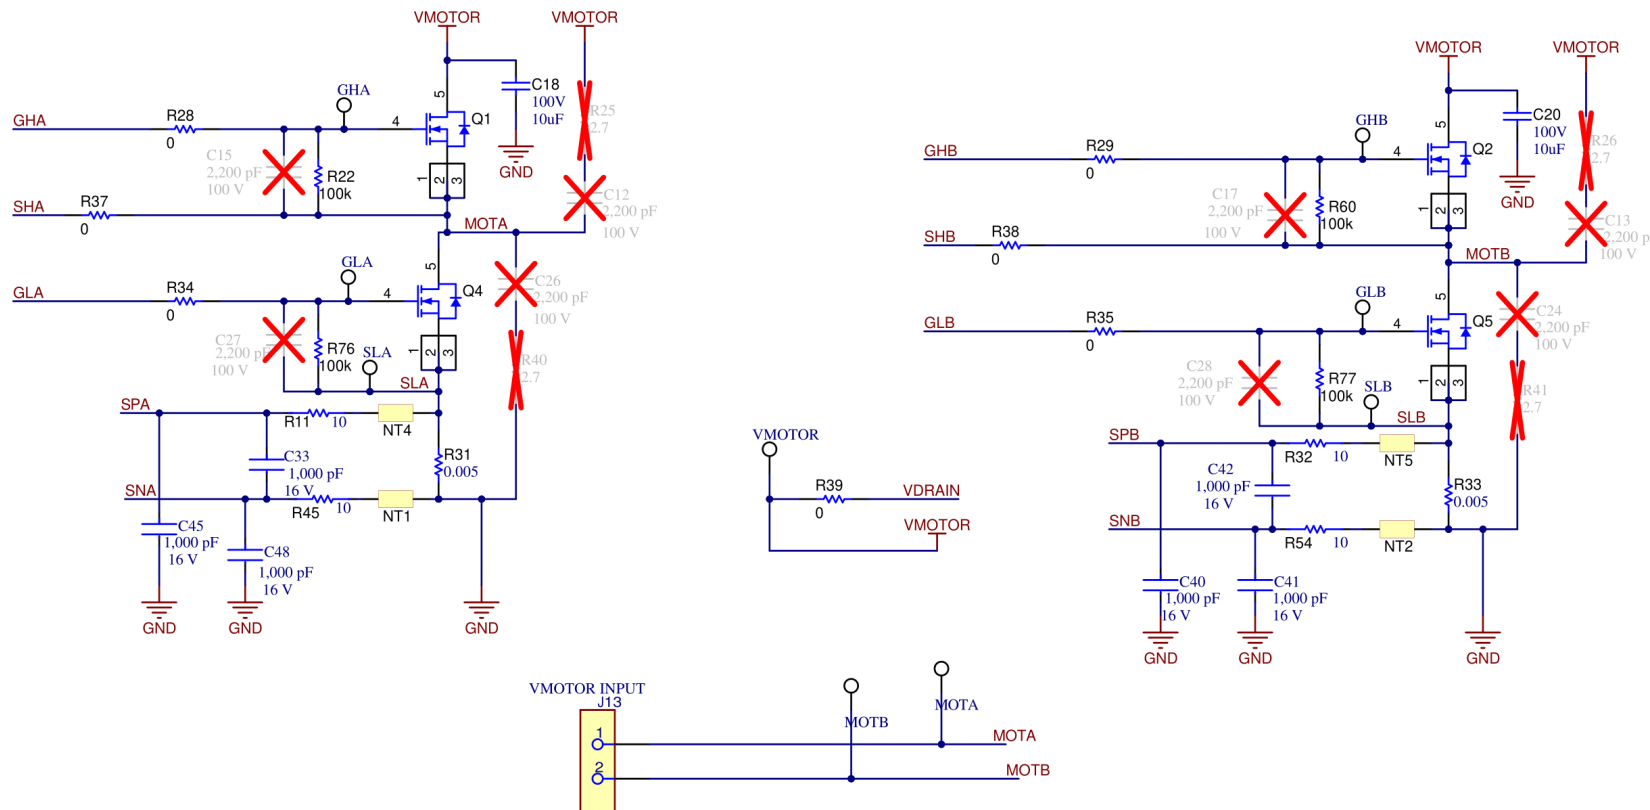 VMOTOR
VMOTOR
C18
100V
10uF
R25
2.7
GHA
GHA
R28
0
4
5
Q1
C15
2,200 pF
100 V
R22
100k
1
2
3
GND
C12
2,200 pF
100 V
SHA
R37
0
MOTA
GLA
GLA
R34
0
4
5
Q4
C26
2,200 pF
100 V
C27
2,200 pF
100 V
R76
100k
SLA
SLA
1
2
3
R40
2.7
SPA
R11
10
NT4
C33
1,000 pF
16 V
R31
0.005
SNA
R45
10
NT1
C45
1,000 pF
16 V
C48
1,000 pF
16 V
GND
GND
GND
VMOTOR
R39
0
VDRAIN
VMOTOR
VMOTOR
VMOTOR
C20
100V
10uF
R26
2.7
GHB
GHB
R29
0
4
5
Q2
C17
2,200 pF
100 V
R60
100k
1
2
3
GND
C13
2,200 p
100 V
SHB
R38
0
MOTB
GLB
GLB
R35
0
4
5
Q5
C24
2,200 pF
100 V
C28
2,200 pF
100 V
R77
100k
SLB
SLB
1
2
3
R41
2.7
SPB
R32
10
NT5
C42
1,000 pF
16 V
R33
0.005
SNB
R54
10
NT2
C40
1,000 pF
16 V
C41
1,000 pF
16 V
GND
GND
GND
VMOTOR INPUT
J13
1
2
MOTB
MOTA
MOTA
MOTB